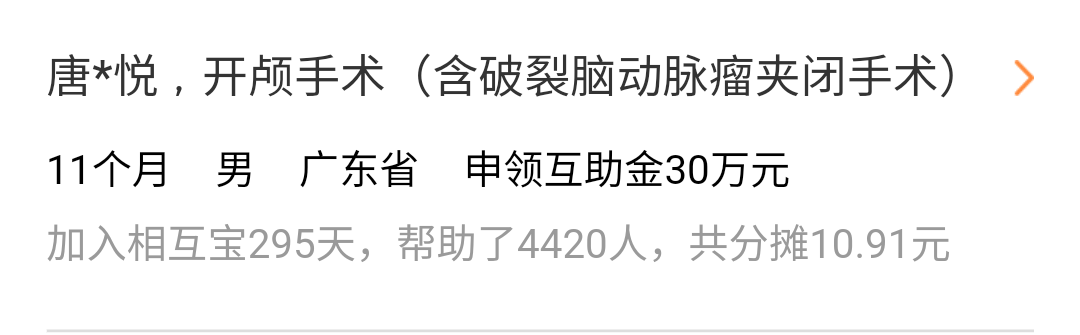 唐*悦，开颅手术（含破裂脑动脉瘤夹闭手术）
11个月 男 广东省 申领互助金30万元
加入相互宝295天，帮助了4420人，共分摊10.91元